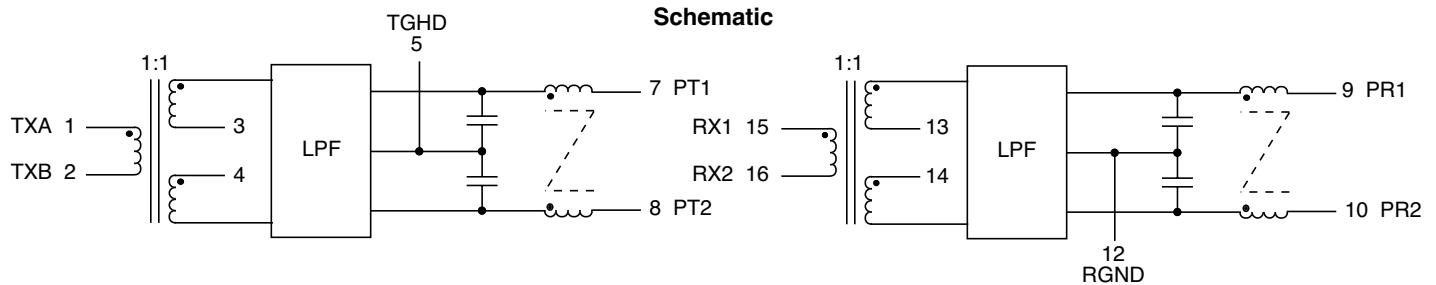 Schematic
TGHD
5
1:1
TXA 1
TXB 2
3
4
LPF
7 PT1
8 PT2
1:1
RX1 15
RX2 16
13
14
LPF
9 PR1
10 PR2
12
RGND